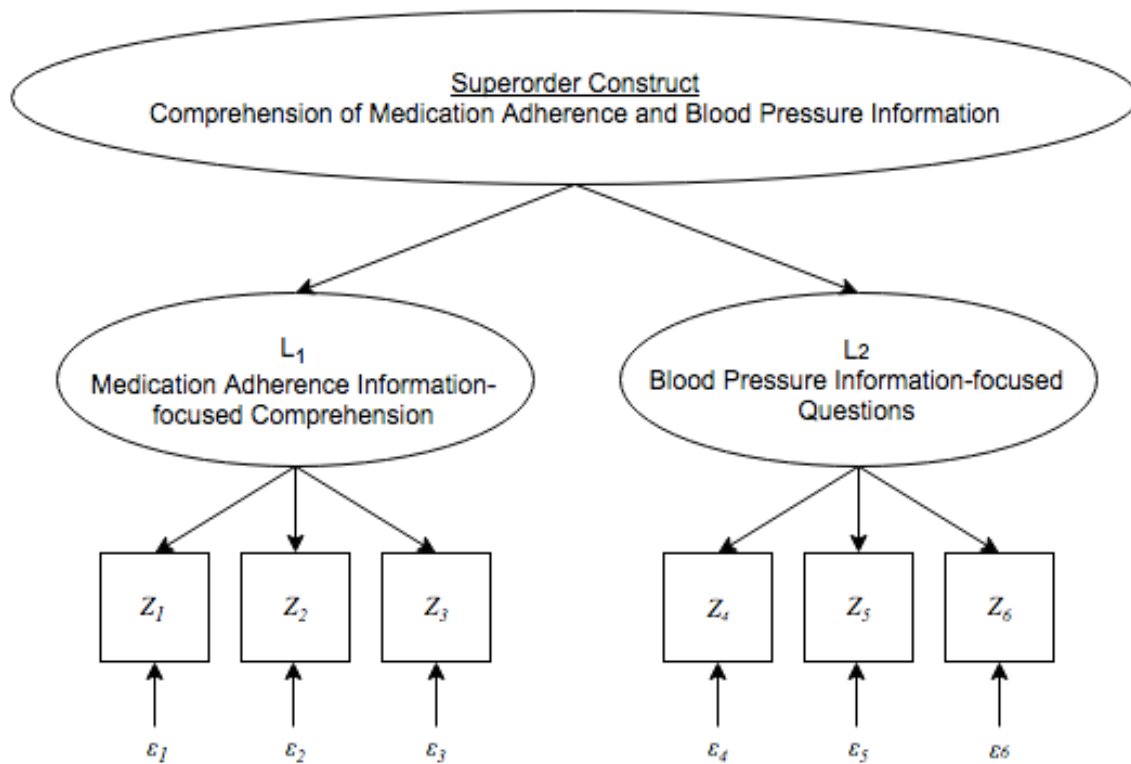 Superorder Construct
Comprehension of Medication Adherence and Blood Pressure Information
L₁
Medication Adherence Information-
focused Comprehension
L2
Blood Pressure Information-focused
Questions
Z₁ Z₂ Z₃ Z₄ Z₅ Z₆
ε₁ ε₂ ε₃ ε₄ ε₅ ε6